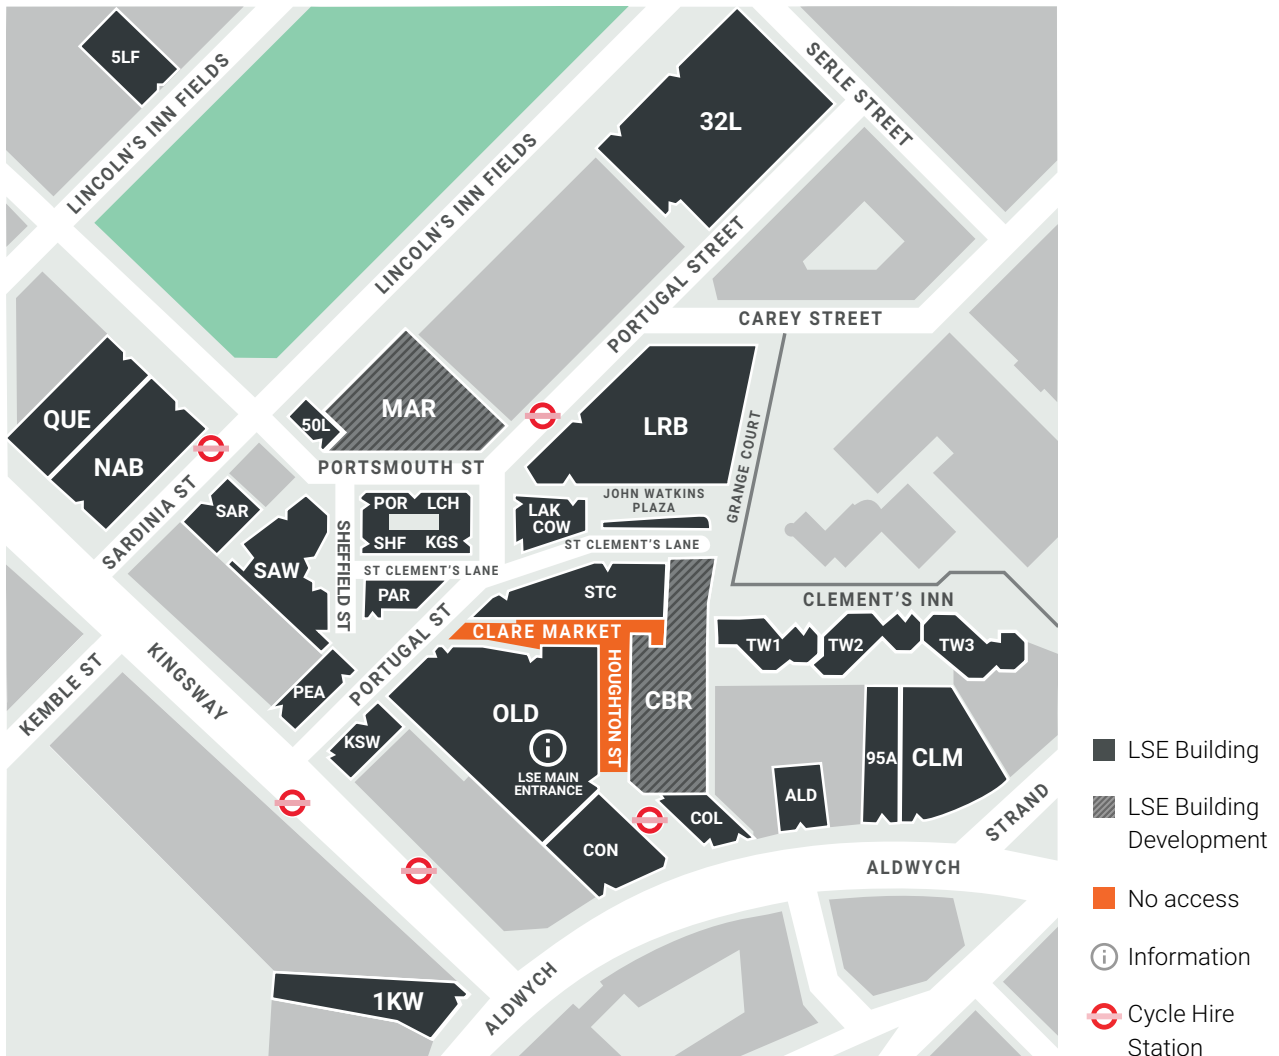 5LF
LINCOLN'S INN FIELDS
LINCOLN'S INN FIELDS
32L
SERLE STREET
PORTUGAL STREET
CAREY STREET
QUE
NAB
50L
MAR
LRB
GRANGE COURT
PORTSMOUTH ST
SARDINIA ST
SAR
SAW
SHEFFIELD ST
POR
LCH
SHF
KGS
LAK
COW
JOHN WATKINS
PLAZA
ST CLEMENT'S LANE
ST CLEMENT'S LANE
PAR
STC
CLEMENT'S INN
CLARE MARKET
HOUGHTON ST
TW1
TW2
TW3
KEMBLE ST
KINGSWAY
PEA
PORTUGAL ST
KSW
OLD
LSE MAIN
ENTRANCE
CBR
95A
CLM
ALD
COL
CON
STRAND
ALDWYCH
ALDWYCH
1KW
LSE Building
LSE Building
Development
No access
Information
Cycle Hire
Station